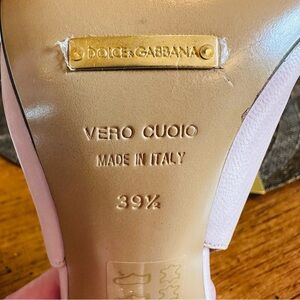 DOLCE & GABBANA
VERO CUOIO
MADE IN ITALY
39½